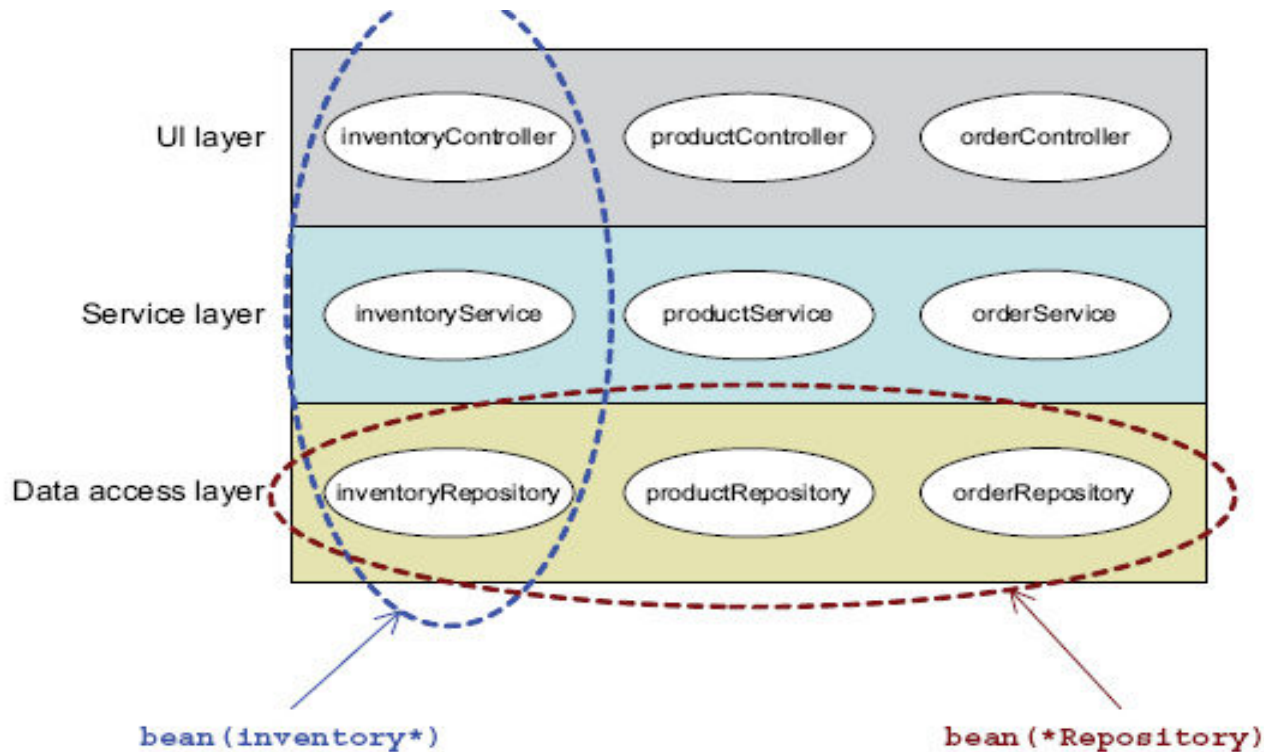 UI layer
inventoryController
productController
orderController
Service layer
inventoryService
productService
orderService
Data access layer
inventoryRepository
productRepository
orderRepository
bean(inventory*)
bean(*Repository)